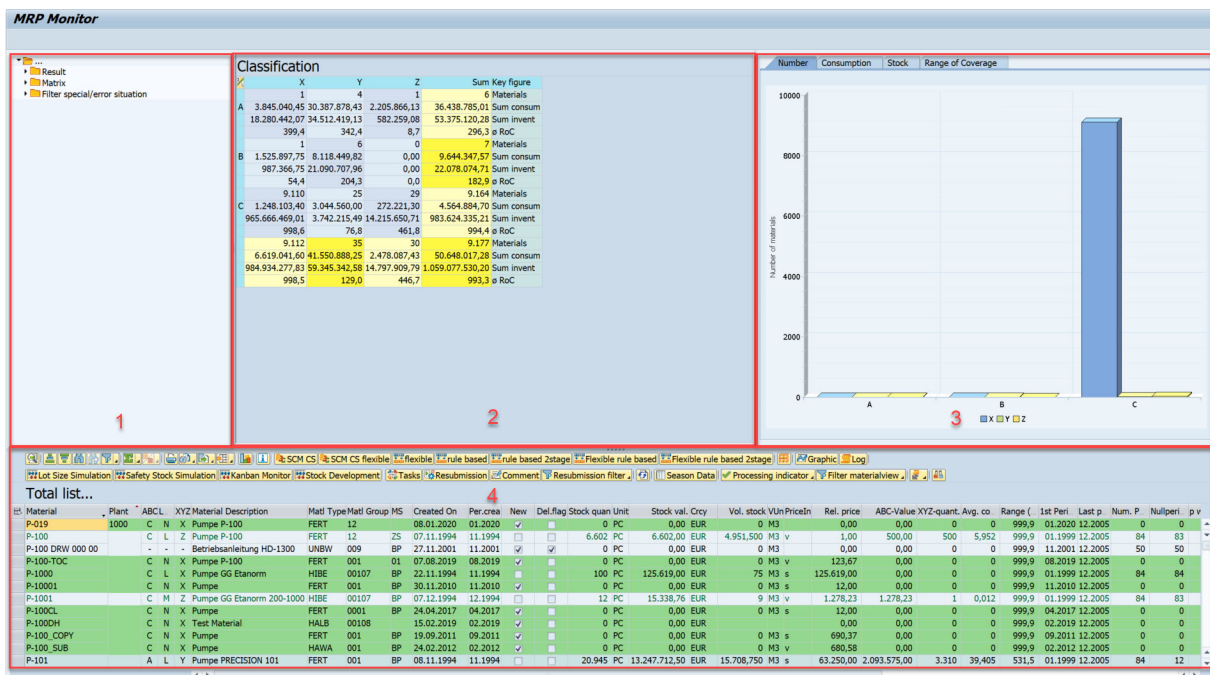 MRP Monitor
...
Result
Matrix
Filter special/error situation
1
Classification
X Y Z Sum Key figure
1 4 1 6 Materials
A 3.845.040,45 30.387.878,43 2.205.866,13 36.438.785,01 Sum consum
18.280.442,07 34.512.419,13 582.259,08 53.375.120,28 Sum invent
399,4 342,4 8,7 296,3 ø RoC
1 6 0 7 Materials
B 1.525.897,75 8.118.449,82 0,00 9.644.347,57 Sum consum
987.366,75 21.090.707,96 0,00 22.078.074,71 Sum invent
54,4 204,3 0,0 182,9 ø RoC
9.110 25 29 9.164 Materials
C 1.248.103,40 3.044.560,00 272.221,30 4.564.884,70 Sum consum
965.666.469,01 3.742.215,49 14.215.650,71 983.624.335,21 Sum invent
998,6 76,8 461,8 994,4 ø RoC
9.112 35 30 9.177 Materials
6.619.041,60 41.550.888,25 2.478.087,43 50.648.017,28 Sum consum
984.934.277,83 59.345.342,58 14.797.909,79 1.059.077.530,20 Sum invent
998,5 129,0 446,7 993,3 ø RoC
2
Number Consumption Stock Range of Coverage
10000
8000
6000
4000
2000
0
Number of materials
A B C
X Y Z
3
SCM CS SCM CS flexible flexible rule based rule based 2stage Flexible rule based Flexible rule based 2stage Graphic Log
Lot Size Simulation Safety Stock Simulation Kanban Monitor Stock Development Tasks Resubmission Comment Resubmission filter Season Data Processing indicator Filter materialview
4
Total list...
Material Plant ABC L XYZ Material Description Matl Type Matl Group MS Created On Per.crea New Del.flag Stock quan Unit Stock val. Crcy Vol. stock VUn PriceIn Rel. price ABC-Value XYZ-quant. Avg. co Range ( 1st Peri Last p Num. P Nullperi p w
P-019 1000 C N X Pumpe P-100 FERT 12 08.01.2020 01.2020 0 PC 0,00 EUR 0 M3 0,00 0,00 0 0 999,9 01.2020 12.2005 0 0
P-100 C L Z Pumpe P-100 FERT 12 ZS 07.11.1994 11.1994 6.602 PC 6.602,00 EUR 4.951,500 M3 v 1,00 500,00 500 5,952 999,9 01.1999 12.2005 84 83
P-100 DRW 000 00 - - - Betriebsanleitung HD-1300 UNBW 009 BP 27.11.2001 11.2001 0 PC 0,00 EUR 0 M3 0,00 0,00 0 0 999,9 11.2001 12.2005 50 50
P-100-TOC C N X Pumpe P-100 FERT 001 01 07.08.2019 08.2019 0 PC 0,00 EUR 0 M3 v 123,67 0,00 0 0 999,9 08.2019 12.2005 0 0
P-1000 C L X Pumpe GG Etanorm HIBE 00107 BP 22.11.1994 11.1994 100 PC 125.619,00 EUR 75 M3 s 125.619,00 0,00 0 0 999,9 01.1999 12.2005 84 84
P-10001 C N X Pumpe FERT 001 BP 30.11.2010 11.2010 0 PC 0,00 EUR 0 M3 s 12,00 0,00 0 0 999,9 11.2010 12.2005 0 0
P-1001 C M Z Pumpe GG Etanorm 200-1000 HIBE 00107 BP 07.12.1994 12.1994 12 PC 15.338,76 EUR 9 M3 v 1.278,23 1.278,23 1 0,012 999,9 01.1999 12.2005 84 83
P-100CL C N X Pumpe FERT 0001 BP 24.04.2017 04.2017 0 PC 0,00 EUR 0 M3 s 12,00 0,00 0 0 999,9 04.2017 12.2005 0 0
P-100DH C N X Test Material HALB 00108 15.02.2019 02.2019 0 PC 0,00 EUR 0 0,00 0,00 0 0 999,9 02.2019 12.2005 0 0
P-100_COPY C N X Pumpe FERT 001 BP 19.09.2011 09.2011 0 PC 0,00 EUR 0 M3 s 690,37 0,00 0 0 999,9 09.2011 12.2005 0 0
P-100_SUB C N X Pumpe HAWA 001 BP 24.02.2012 02.2012 0 PC 0,00 EUR 0 M3 v 680,58 0,00 0 0 999,9 02.2012 12.2005 0 0
P-101 A L Y Pumpe PRECISION 101 FERT 001 BP 08.11.1994 11.1994 20.945 PC 13.247.712,50 EUR 15.708,750 M3 s 63.250,00 2.093.575,00 3.310 39,405 531,5 01.1999 12.2005 84 12